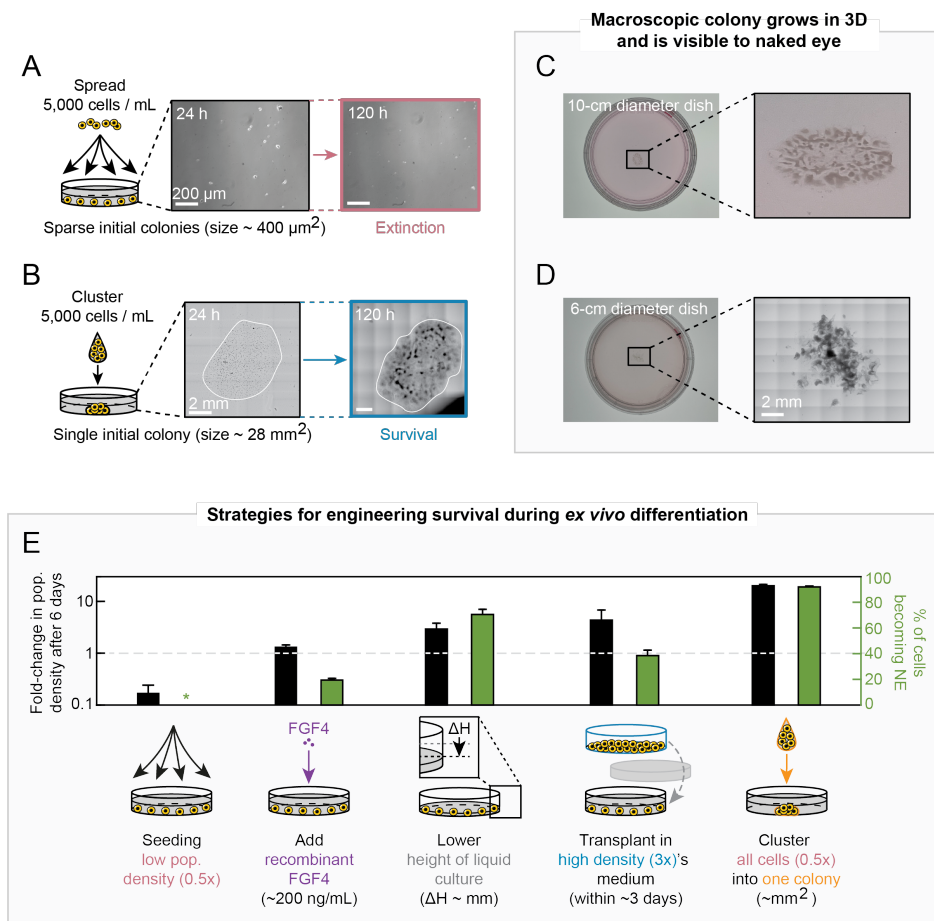 Macroscopic colony grows in 3D
and is visible to naked eye
A
Spread
5,000 cells / mL
24 h
200 µm
120 h
Sparse initial colonies (size ~ 400 µm²)
Extinction
B
Cluster
5,000 cells / mL
24 h
2 mm
120 h
Single initial colony (size ~ 28 mm²)
Survival
C
10-cm diameter dish
D
6-cm diameter dish
2 mm
Strategies for engineering survival during ex vivo differentiation
E
Fold-change in pop.
density after 6 days
10
1
0.1
*
100
80
60
40
20
0
% of cells
becoming NE
FGF4
ΔH
Seeding
low pop.
density (0.5x)
Add
recombinant
FGF4
(~200 ng/mL)
Lower
height of liquid
culture
(ΔH ~ mm)
Transplant in
high density (3x)'s
medium
(within ~3 days)
Cluster
all cells (0.5x)
into one colony
(~mm²)